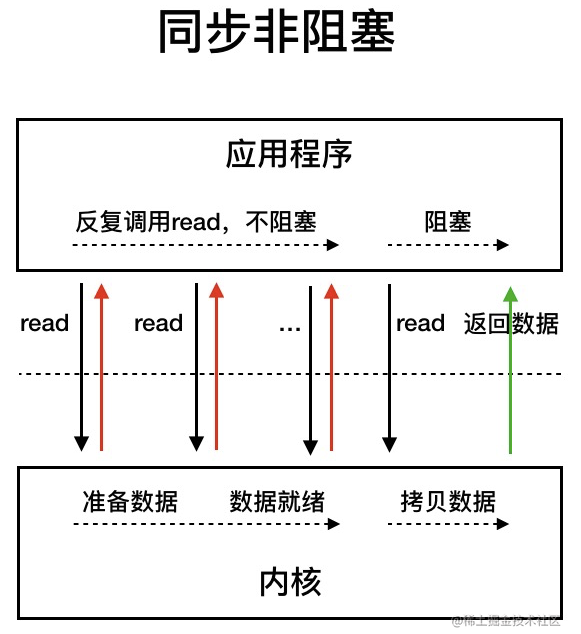 同步非阻塞
应用程序
反复调用read，不阻塞 阻塞
read read ... read 返回数据
准备数据 数据就绪 拷贝数据
内核
@稀土掘金技术社区